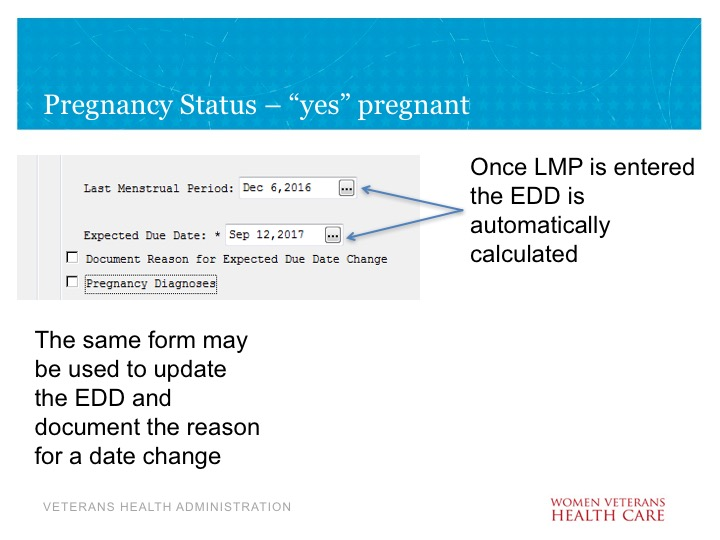 Pregnancy Status – “yes” pregnant
Last Menstrual Period: Dec 6,2016 ...
Expected Due Date: * Sep 12,2017 ...
Document Reason for Expected Due Date Change
Pregnancy Diagnoses
Once LMP is entered
the EDD is
automatically
calculated
The same form may
be used to update
the EDD and
document the reason
for a date change
VETERANS HEALTH ADMINISTRATION
WOMEN VETERANS
HEALTH CARE